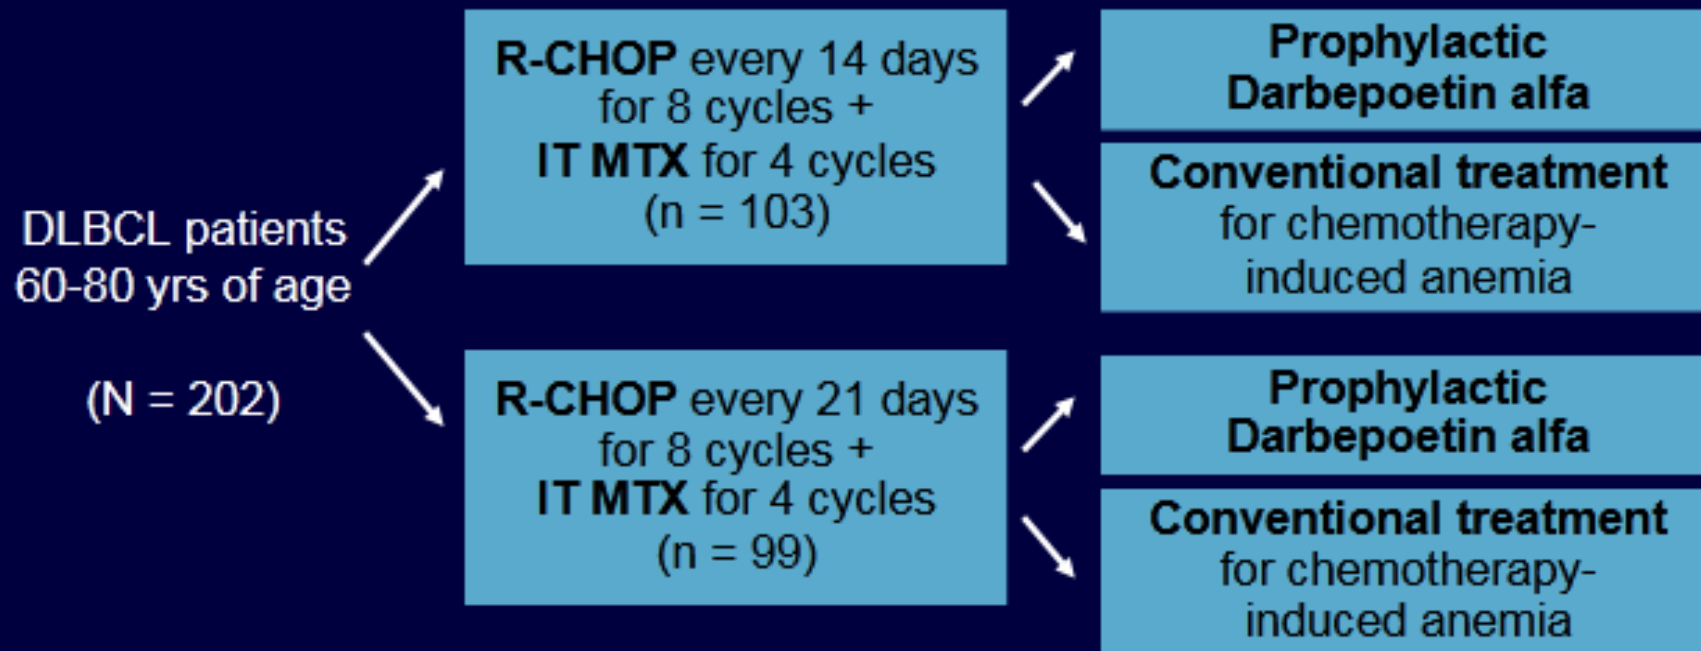 DLBCL patients
60-80 yrs of age
(N = 202)
R-CHOP every 14 days
for 8 cycles +
IT MTX for 4 cycles
(n = 103)
Prophylactic
Darbepoetin alfa
Conventional treatment
for chemotherapy-
induced anemia
R-CHOP every 21 days
for 8 cycles +
IT MTX for 4 cycles
(n = 99)
Prophylactic
Darbepoetin alfa
Conventional treatment
for chemotherapy-
induced anemia